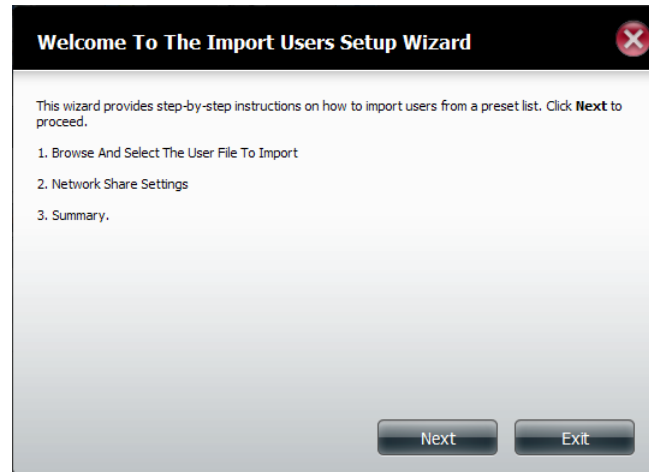 Welcome To The Import Users Setup Wizard
This wizard provides step-by-step instructions on how to import users from a preset list. Click Next to
proceed.
1. Browse And Select The User File To Import
2. Network Share Settings
3. Summary.
Next Exit